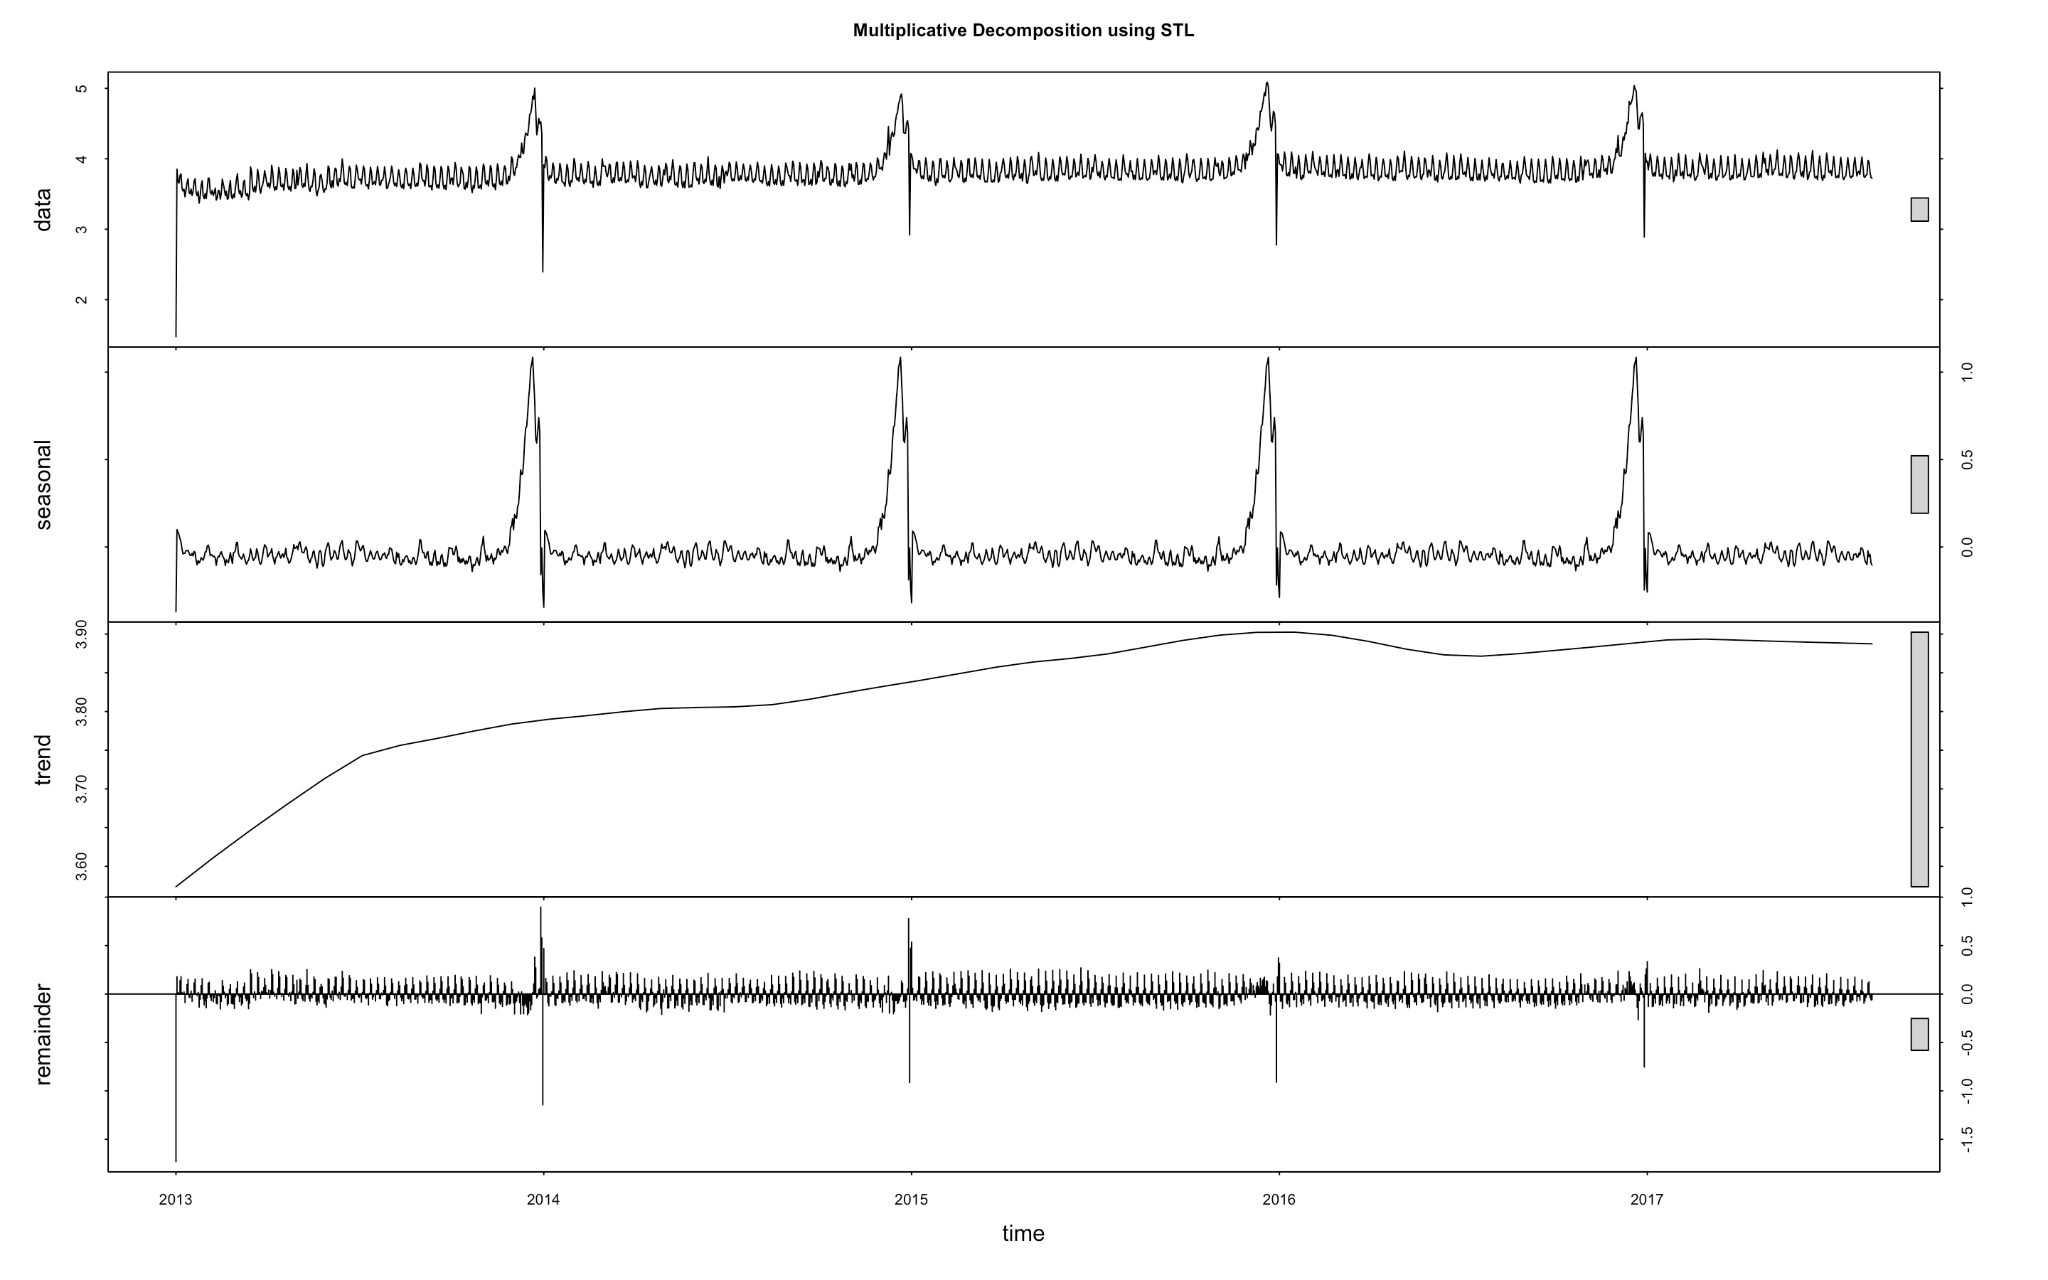 Multiplicative Decomposition using STL
data
5
4
3
2
seasonal
1.0
0.5
0.0
trend
3.90
3.80
3.70
3.60
remainder
1.0
0.5
0.0
-0.5
-1.0
-1.5
2013 2014 2015 2016 2017
time